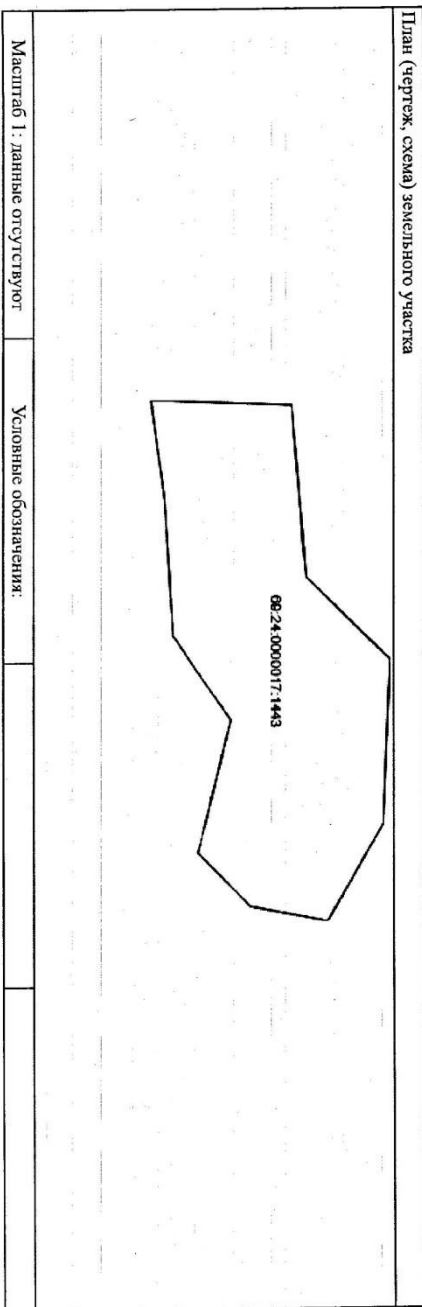 План (чертеж, схема) земельного участка
69:24:0000017:1443
Масштаб 1: данные отсутствуют
Условные обозначения: